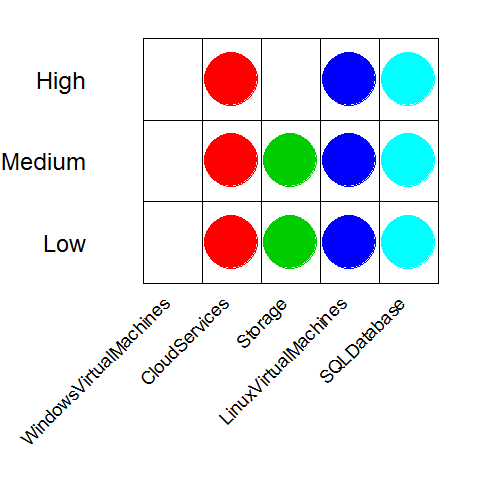 High
Medium
Low
WindowsVirtualMachines
CloudServices
Storage
LinuxVirtualMachines
SQLDatabase